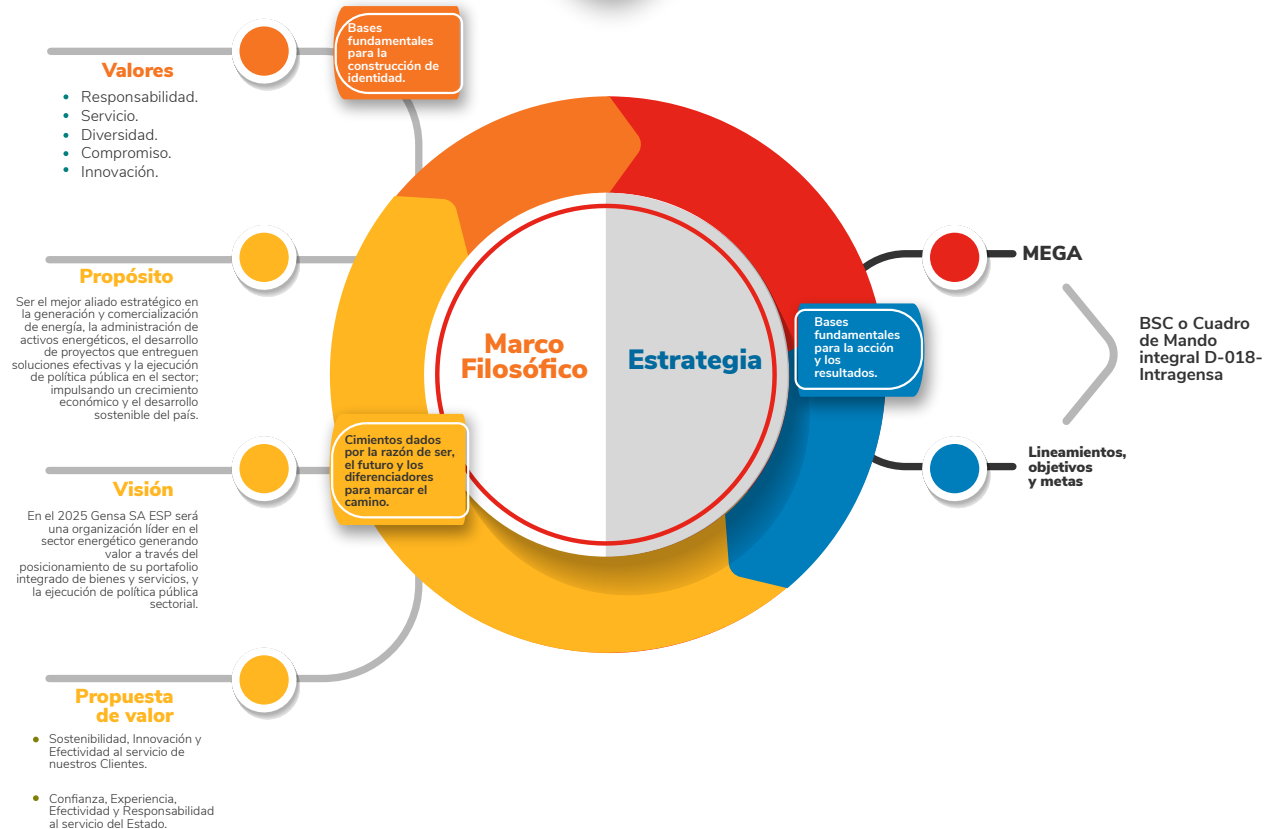 Valores
• Responsabilidad.
• Servicio.
• Diversidad.
• Compromiso.
• Innovación.
Bases
fundamentales
para la
construcción de
identidad.
Propósito
Ser el mejor aliado estratégico en
la generación y comercialización
de energía, la administración de
activos energéticos, el desarrollo
de proyectos que entreguen
soluciones efectivas y la ejecución
de política pública en el sector;
impulsando un crecimiento
económico y el desarrollo
sostenible del país.
Visión
En el 2025 Gensa SA ESP será
una organización líder en el
sector energético generando
valor a través del
posicionamiento de su portafolio
integrado de bienes y servicios, y
la ejecución de política pública
sectorial.
Cimientos dados
por la razón de ser,
el futuro y los
diferenciadores
para marcar el
camino.
Propuesta
de valor
• Sostenibilidad, Innovación y
Efectividad al servicio de
nuestros Clientes.
• Confianza, Experiencia,
Efectividad y Responsabilidad
al servicio del Estado.
Marco
Filosófico
Estrategia
Bases
fundamentales
para la acción
y los
resultados.
MEGA
Lineamientos,
objetivos
y metas
BSC o Cuadro
de Mando
integral D-018-
Intragensa